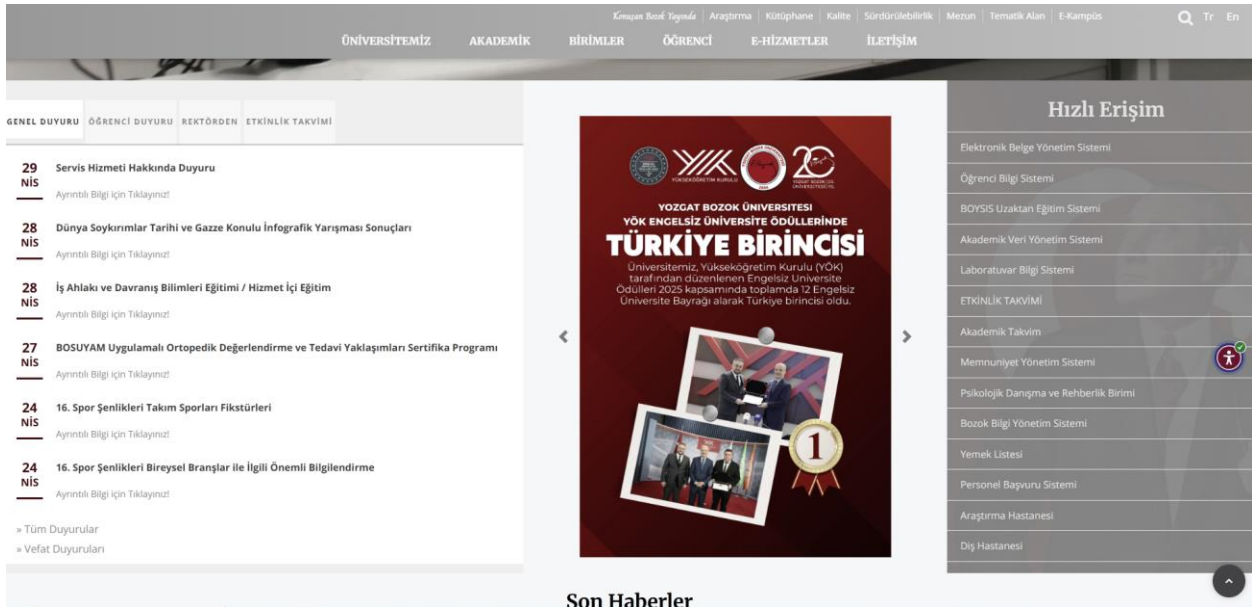 Konuşan Bozok Yayında Araştırma Kütüphane Kalite Sürdürülebilirlik Mezun Tematik Alan E-Kampüs Tr En
ÜNİVERSİTEMİZ AKADEMİK BİRİMLER ÖĞRENCİ E-HİZMETLER İLETİŞİM
GENEL DUYURU ÖĞRENCİ DUYURU REKTÖRDEN ETKİNLİK TAKVİMİ
29
NİS
Servis Hizmeti Hakkında Duyuru
Ayrıntılı Bilgi için Tıklayınız!
28
NİS
Dünya Soykırımlar Tarihi ve Gazze Konulu İnfografik Yarışması Sonuçları
Ayrıntılı Bilgi için Tıklayınız!
28
NİS
İş Ahlakı ve Davranış Bilimleri Eğitimi / Hizmet İçi Eğitim
Ayrıntılı Bilgi için Tıklayınız!
27
NİS
BOSUYAM Uygulamalı Ortopedik Değerlendirme ve Tedavi Yaklaşımları Sertifika Programı
Ayrıntılı Bilgi için Tıklayınız!
24
NİS
16. Spor Şenlikleri Takım Sporları Fikstürleri
Ayrıntılı Bilgi için Tıklayınız!
24
NİS
16. Spor Şenlikleri Bireysel Branşlar ile İlgili Önemli Bilgilendirme
Ayrıntılı Bilgi için Tıklayınız!
» Tüm Duyurular
» Vefat Duyuruları
YÖK
YÜKSEKÖĞRETİM KURULU
20
YOZGAT BOZOK ÜNİVERSITESI
YÖK ENGELSİZ ÜNİVERSİTE ÖDÜLLERİNDE
TÜRKİYE BİRİNCİSİ
Üniversitemiz, Yükseköğretim Kurulu (YÖK)
tarafından düzenlenen Engelsiz Universite
Ödülleri 2025 kapsamında toplamda 12 Engelsiz
Üniversite Bayrağı alarak Türkiye birincisi oldu.
1
Hızlı Erişim
Elektronik Belge Yönetim Sistemi
Öğrenci Bilgi Sistemi
BOYSIS Uzaktan Eğitim Sistemi
Akademik Veri Yönetim Sistemi
Laboratuvar Bilgi Sistemi
ETKİNLİK TAKVİMİ
Akademik Takvim
Memnuniyet Yönetim Sistemi
Psikolojik Danışma ve Rehberlik Birimi
Bozok Bilgi Yönetim Sistemi
Yemek Listesi
Personel Başvuru Sistemi
Araştırma Hastanesi
Diş Hastanesi
Son Haberler